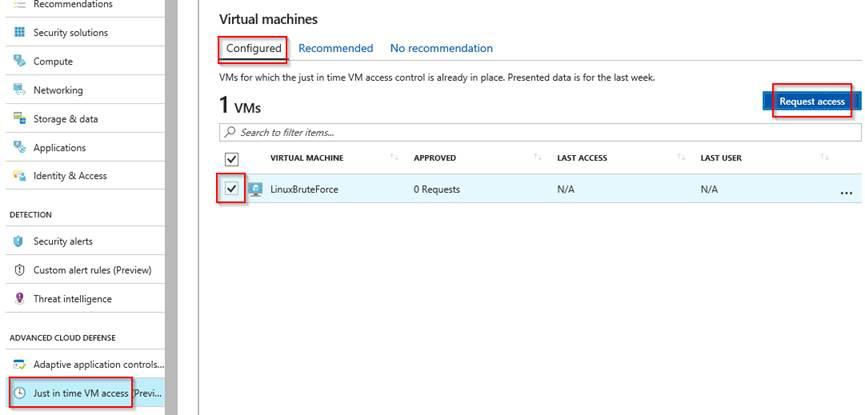 Recommendations
Security solutions
Compute
Networking
Storage & data
Applications
Identity & Access
DETECTION
Security alerts
Custom alert rules (Preview)
Threat intelligence
ADVANCED CLOUD DEFENSE
Adaptive application controls...
Just in time VM access (Previ...
Virtual machines
Configured Recommended No recommendation
VMs for which the just in time VM access control is already in place. Presented data is for the last week.
1 VMs
Request access
Search to filter items...
VIRTUAL MACHINE APPROVED LAST ACCESS LAST USER
LinuxBruteForce 0 Requests N/A N/A ...